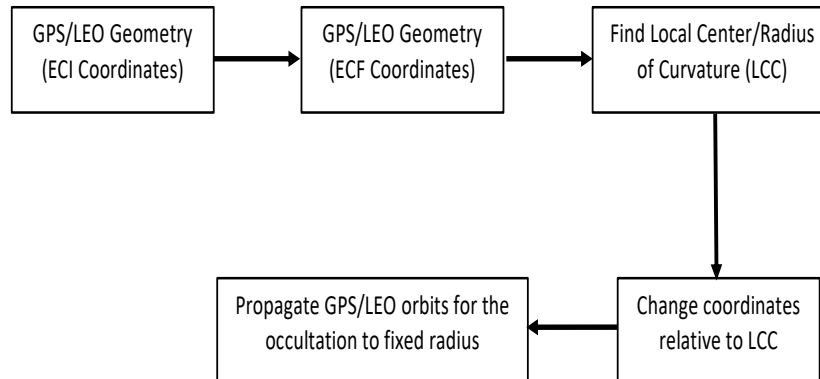 GPS/LEO Geometry
(ECI Coordinates)
GPS/LEO Geometry
(ECF Coordinates)
Find Local Center/Radius
of Curvature (LCC)
Change coordinates
relative to LCC
Propagate GPS/LEO orbits for the
occultation to fixed radius